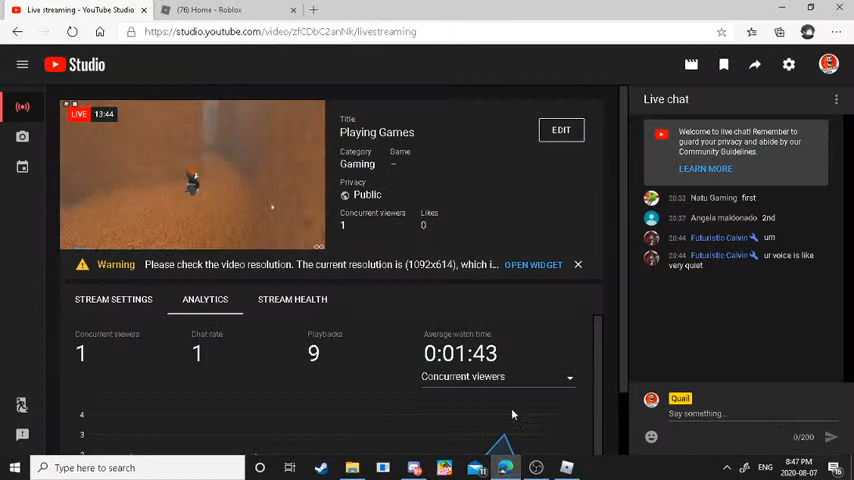 Live streaming - YouTube Studio
(76) Home - Roblox
https://studio.youtube.com/video/zfCDbC2anNk/livestreaming
Studio
LIVE 13:44
Title
Playing Games
EDIT
Category Game
Gaming –
Privacy
Public
Concurrent viewers Likes
1 0
Warning Please check the video resolution. The current resolution is (1092x614), which i... OPEN WIDGET
STREAM SETTINGS ANALYTICS STREAM HEALTH
Concurrent viewers Chat rate Playbacks Average watch time
1 1 9 0:01:43
Concurrent viewers
4
3
Live chat
Welcome to live chat! Remember to
guard your privacy and abide by our
Community Guidelines.
LEARN MORE
20:33 Natu Gaming first
20:37 Angela maldonado 2nd
20:44 Futuristic Calvin um
20:44 Futuristic Calvin ur voice is like
very quiet
Quail
Say something...
0/200
Type here to search
11
ENG
8:47 PM
2020-08-07
16